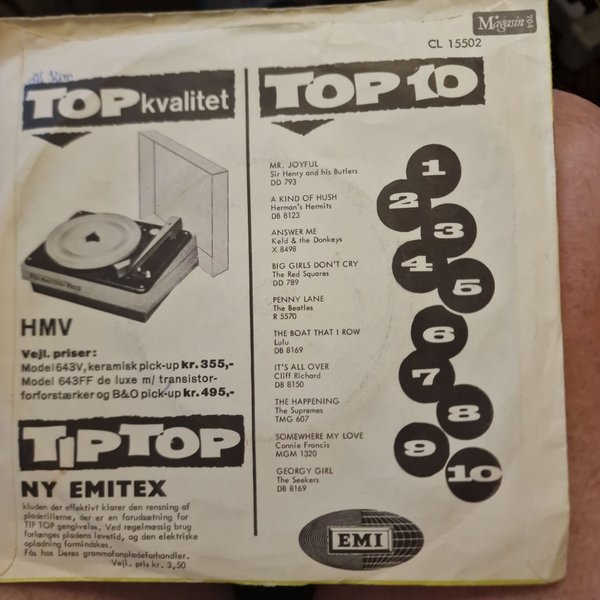 Magasin 704
CL 15502
TOPkvalitet
HIS MASTER'S VOICE
HMV
Vejl. priser:
Model 643V, keramisk pick-up kr. 355,-
Model 643FF de luxe m/ transistor-
forforstærker og B&O pick-up kr. 495,-
TIPTOP
NY EMITEX
kluden der effektivt klarer den rensning af
pladerillerne, der er en forudsætning for
TIP TOP gengivelse. Ved regelmæssig brug
forlænges pladens levetid, og den elektriske
opladning formindskes.
Fås hos Deres grammofonpladeforhandler.
Vejl. pris kr. 3,50
TOP 10
MR. JOYFUL
Sir Henry and his Butlers
DD 793
A KIND OF HUSH
Herman's Hermits
DB 8123
ANSWER ME
Keld & the Donkeys
X 8498
BIG GIRLS DON'T CRY
The Red Squares
DD 789
PENNY LANE
The Beatles
R 5570
THE BOAT THAT I ROW
Lulu
DB 8169
IT'S ALL OVER
Cliff Richard
DB 8150
THE HAPPENING
The Supremes
TMG 607
SOMEWHERE MY LOVE
Connie Francis
MGM 1320
GEORGY GIRL
The Seekers
DB 8169
1
2
3
4
5
6
7
8
9
10
EMI